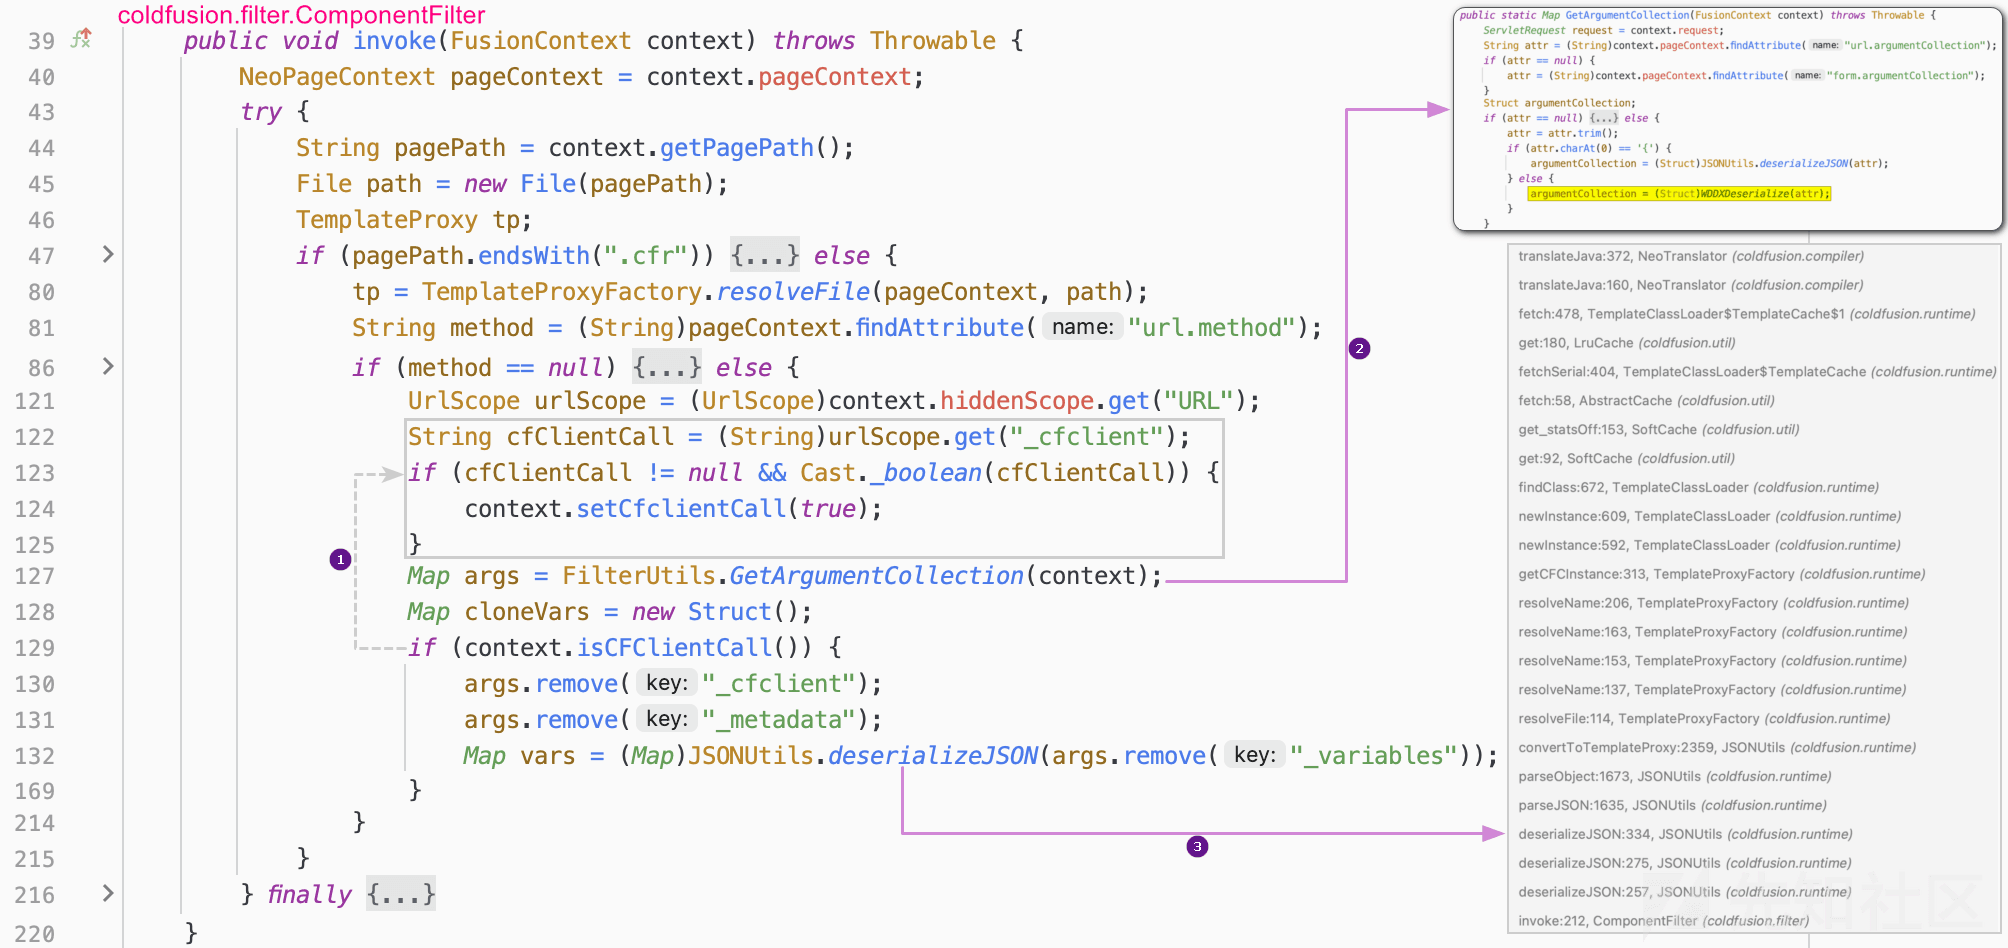 coldfusion.filter.ComponentFilter
39 public void invoke(FusionContext context) throws Throwable {
40 NeoPageContext pageContext = context.pageContext;
43 try {
44 String pagePath = context.getPagePath();
45 File path = new File(pagePath);
46 TemplateProxy tp;
47 if (pagePath.endsWith(".cfr")) {...} else {
80 tp = TemplateProxyFactory.resolveFile(pageContext, path);
81 String method = (String)pageContext.findAttribute( name: "url.method");
86 if (method == null) {...} else {
121 UrlScope urlScope = (UrlScope)context.hiddenScope.get("URL");
122 String cfClientCall = (String)urlScope.get("_cfclient");
123 if (cfClientCall != null && Cast._boolean(cfClientCall)) {
124 context.setCfclientCall(true);
125 }
127 Map args = FilterUtils.GetArgumentCollection(context);
128 Map cloneVars = new Struct();
129 if (context.isCFClientCall()) {
130 args.remove( key: "_cfclient");
131 args.remove( key: "_metadata");
132 Map vars = (Map)JSONUtils.deserializeJSON(args.remove( key: "_variables"));
169 }
214 }
215 }
216 } finally {...}
220 }
1
2
3
public static Map GetArgumentCollection(FusionContext context) throws Throwable {
ServletRequest request = context.request;
String attr = (String)context.pageContext.findAttribute( name: "url.argumentCollection");
if (attr == null) {
attr = (String)context.pageContext.findAttribute( name: "form.argumentCollection");
}
Struct argumentCollection;
if (attr == null) {...} else {
attr = attr.trim();
if (attr.charAt(0) == '{') {
argumentCollection = (Struct)JSONUtils.deserializeJSON(attr);
} else {
argumentCollection = (Struct)WDDXDeserialize(attr);
}
}
translateJava:372, NeoTranslator (coldfusion.compiler)
translateJava:160, NeoTranslator (coldfusion.compiler)
fetch:478, TemplateClassLoader$TemplateCache$1 (coldfusion.runtime)
get:180, LruCache (coldfusion.util)
fetchSerial:404, TemplateClassLoader$TemplateCache (coldfusion.runtime)
fetch:58, AbstractCache (coldfusion.util)
get_statsOff:153, SoftCache (coldfusion.util)
get:92, SoftCache (coldfusion.util)
findClass:672, TemplateClassLoader (coldfusion.runtime)
newInstance:609, TemplateClassLoader (coldfusion.runtime)
newInstance:592, TemplateClassLoader (coldfusion.runtime)
getCFCInstance:313, TemplateProxyFactory (coldfusion.runtime)
resolveName:206, TemplateProxyFactory (coldfusion.runtime)
resolveName:163, TemplateProxyFactory (coldfusion.runtime)
resolveName:153, TemplateProxyFactory (coldfusion.runtime)
resolveName:137, TemplateProxyFactory (coldfusion.runtime)
resolveFile:114, TemplateProxyFactory (coldfusion.runtime)
convertToTemplateProxy:2359, JSONUtils (coldfusion.runtime)
parseObject:1673, JSONUtils (coldfusion.runtime)
parseJSON:1635, JSONUtils (coldfusion.runtime)
deserializeJSON:334, JSONUtils (coldfusion.runtime)
deserializeJSON:275, JSONUtils (coldfusion.runtime)
deserializeJSON:257, JSONUtils (coldfusion.runtime)
invoke:212, ComponentFilter (coldfusion.filter)
先知社区